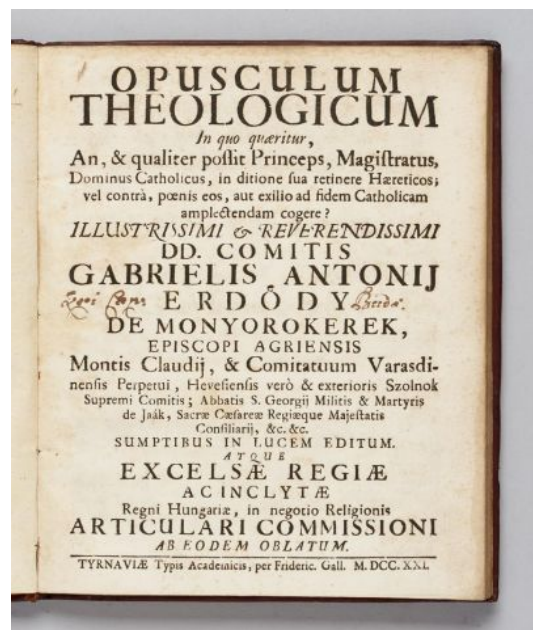 OPUSCULUM
THEOLOGICUM
In quo quæritur,
An, & qualiter poſſit Princeps, Magiſtratus,
Dominus Catholicus, in ditione ſua retinere Hæreticos;
vel contrà, pœnis eos, aut exilio ad fidem Catholicam
amplectendam cogere?
ILLUSTRISSIMI & REVERENDISSIMI
DD. COMITIS
GABRIELIS ANTONIJ
ERDŐDY
DE MONYOROKEREK,
EPISCOPI AGRIENSIS
Montis Claudij, & Comitatuum Varasdi-
nenſis Perpetui, Heveſienſis verò & exterioris Szolnok
Supremi Comitis; Abbatis S. Georgij Militis & Martyris
de Jaák, Sacræ Cæſareæ Regiæque Majeſtatis
Conſiliarij, &c. &c.
SUMPTIBUS IN LUCEM EDITUM.
ATQUE
EXCELSÆ REGIÆ
AC INCLYTÆ
Regni Hungariæ, in negotio Religionis
ARTICULARI COMMISSIONI
AB EODEM OBLATUM.
TYRNAVIÆ Typis Academicis, per Frideric. Gall. M. DCC. XXI.